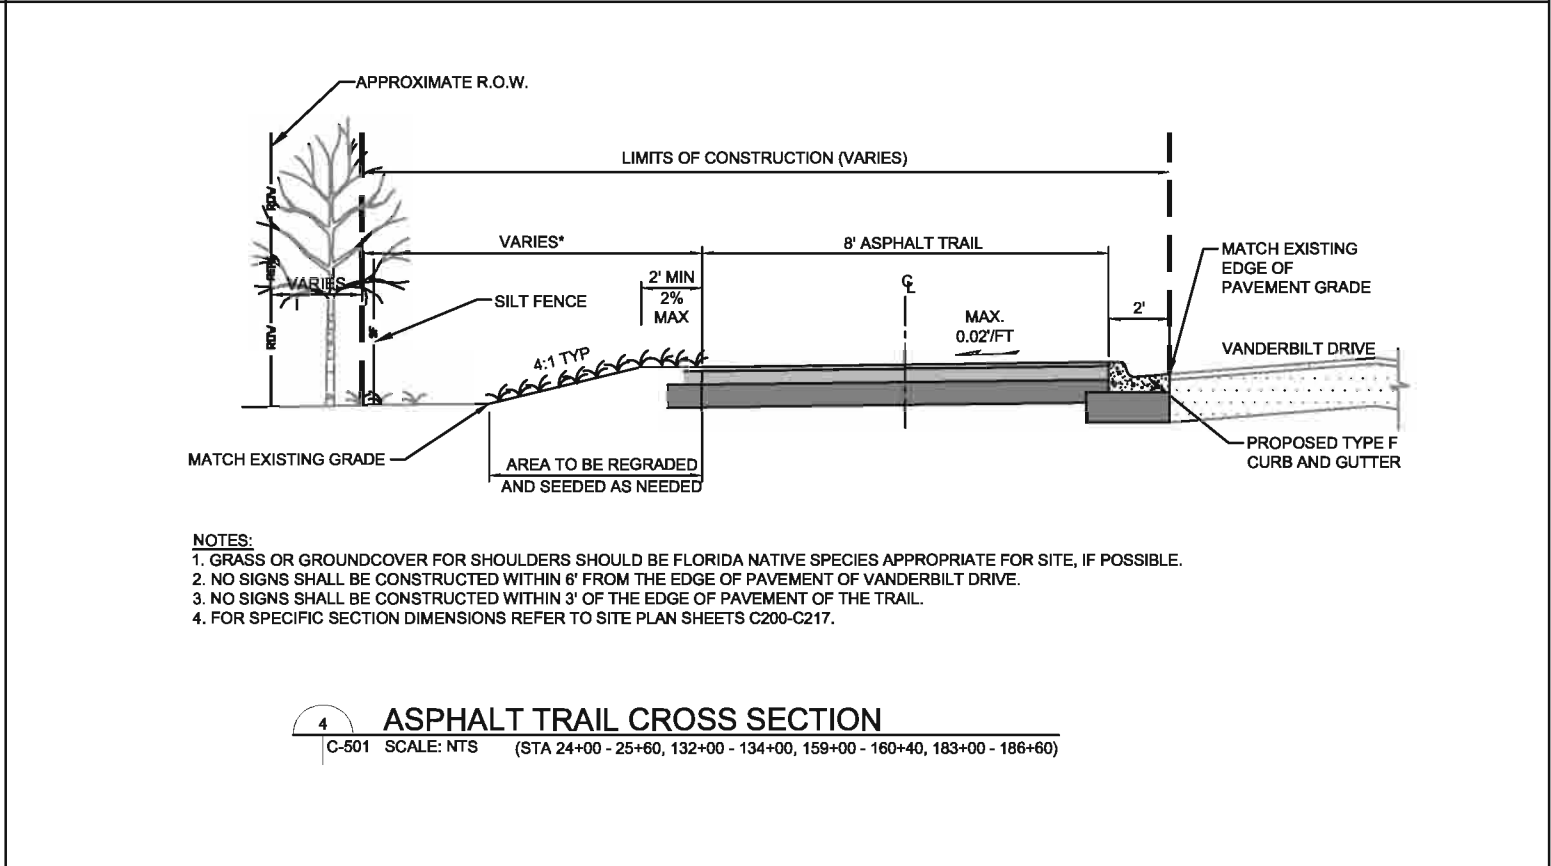 APPROXIMATE R.O.W.
LIMITS OF CONSTRUCTION (VARIES)
ROW
VARIES*
8' ASPHALT TRAIL
MATCH EXISTING
EDGE OF
PAVEMENT GRADE
2' MIN
2%
MAX
VARIES
SILT FENCE
℄
MAX.
0.02'/FT
2'
ROW
SF
4:1 TYP
VANDERBILT DRIVE
MATCH EXISTING GRADE
AREA TO BE REGRADED
AND SEEDED AS NEEDED
PROPOSED TYPE F
CURB AND GUTTER
NOTES:
1. GRASS OR GROUNDCOVER FOR SHOULDERS SHOULD BE FLORIDA NATIVE SPECIES APPROPRIATE FOR SITE, IF POSSIBLE.
2. NO SIGNS SHALL BE CONSTRUCTED WITHIN 6' FROM THE EDGE OF PAVEMENT OF VANDERBILT DRIVE.
3. NO SIGNS SHALL BE CONSTRUCTED WITHIN 3' OF THE EDGE OF PAVEMENT OF THE TRAIL.
4. FOR SPECIFIC SECTION DIMENSIONS REFER TO SITE PLAN SHEETS C200-C217.
4 ASPHALT TRAIL CROSS SECTION
C-501 SCALE: NTS (STA 24+00 - 25+60, 132+00 - 134+00, 159+00 - 160+40, 183+00 - 186+60)